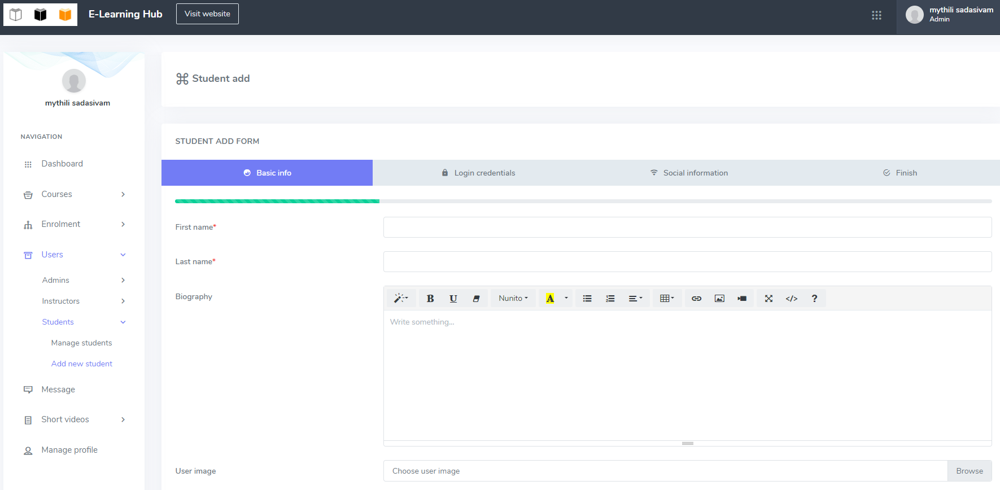 E-Learning Hub
Visit website
mythili sadasivam
Admin
mythili sadasivam
NAVIGATION
Dashboard
Courses
Enrolment
Users
Admins
Instructors
Students
Manage students
Add new student
Message
Short videos
Manage profile
Student add
STUDENT ADD FORM
Basic info
Login credentials
Social information
Finish
First name*
Last name*
Biography
B U Nunito A </> ?
Write something...
User image
Choose user image
Browse